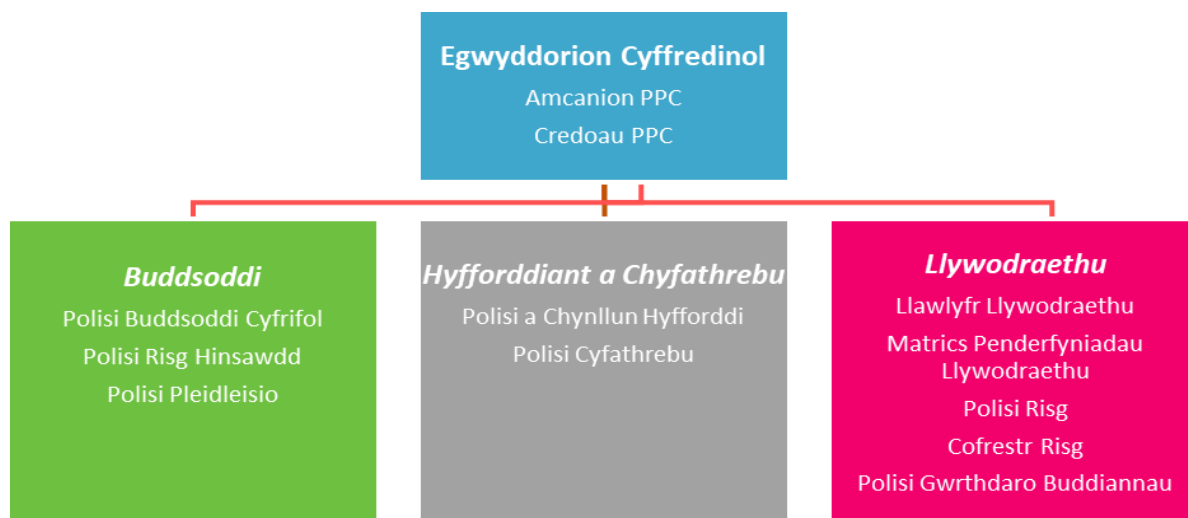 Egwyddorion Cyffredinol
Amcanion PPC
Credoau PPC
Buddsoddi
Polisi Buddsoddi Cyfrifol
Polisi Risg Hinsawdd
Polisi Pleidleisio
Hyfforddiant a Chyfathrebu
Polisi a Chynllun Hyfforddi
Polisi Cyfathrebu
Llywodraethu
Llawlyfr Llywodraethu
Matrics Penderfyniadau
Llywodraethu
Polisi Risg
Cofrestr Risg
Polisi Gwrthdaro Buddiannau